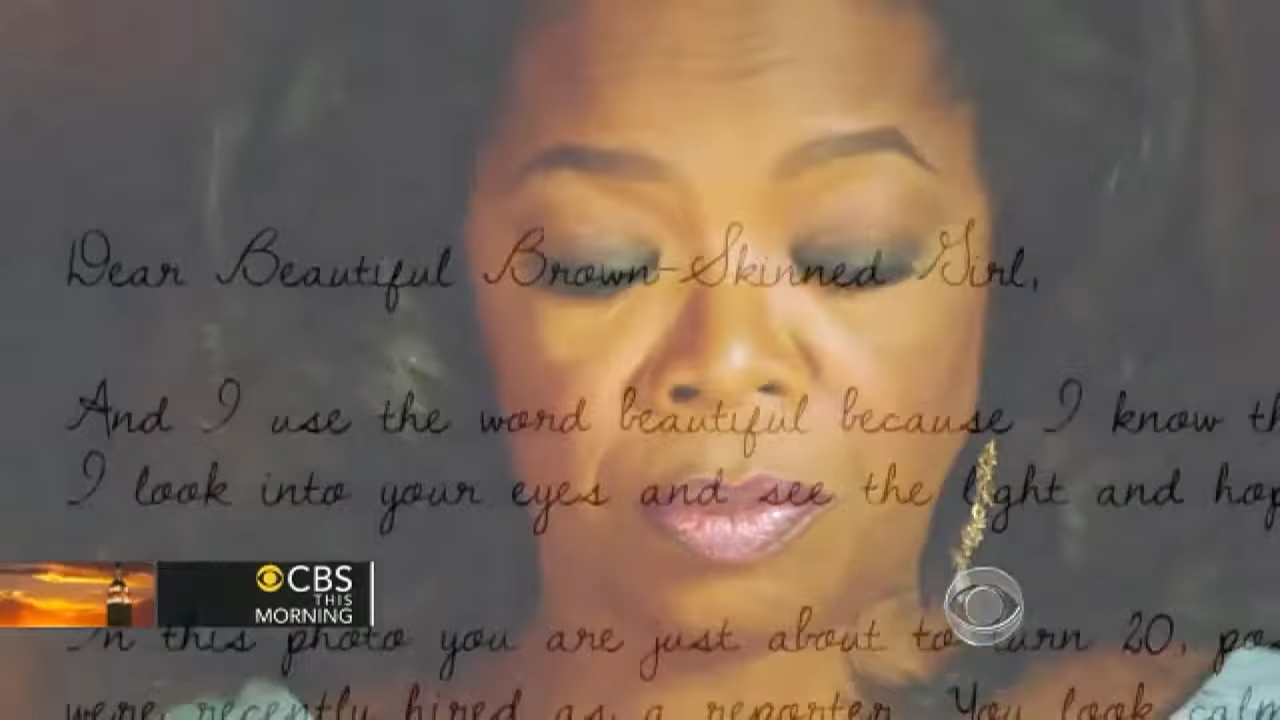 Dear Beautiful Brown-Skinned Girl,
And I use the word beautiful because I know
I look into your eyes and see the light and
CBS
THIS
MORNING
In this photo you are just about to turn 20,
were recently hired as a reporter. You look